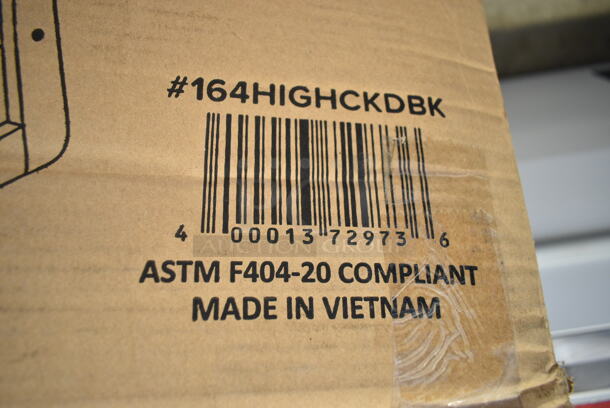 #164HIGHCKDBK
4 00013 72973 6
ASTM F404-20 COMPLIANT
MADE IN VIETNAM